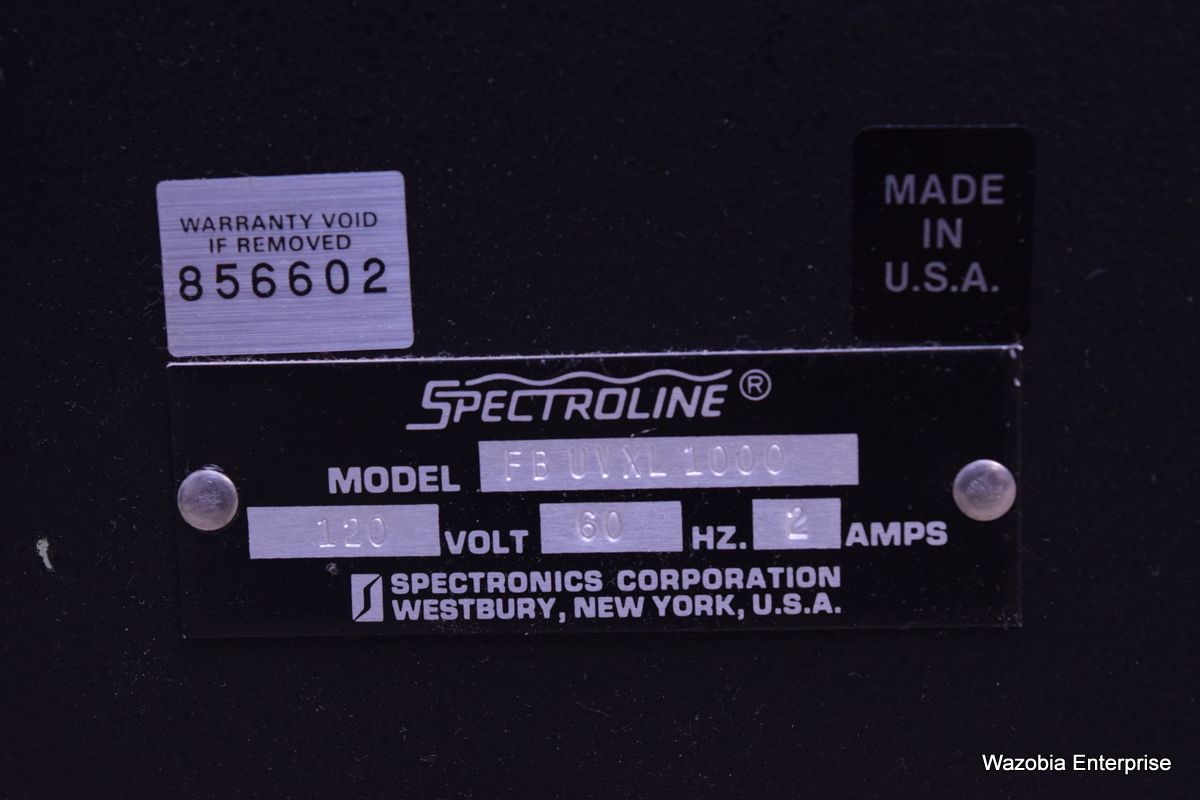 WARRANTY VOID
IF REMOVED
856602
MADE
IN
U.S.A.
SPECTROLINE®
MODEL FB UVXL 1000
120 VOLT 60 HZ. 2 AMPS
SPECTRONICS CORPORATION
WESTBURY, NEW YORK, U.S.A.
Wazobia Enterprise